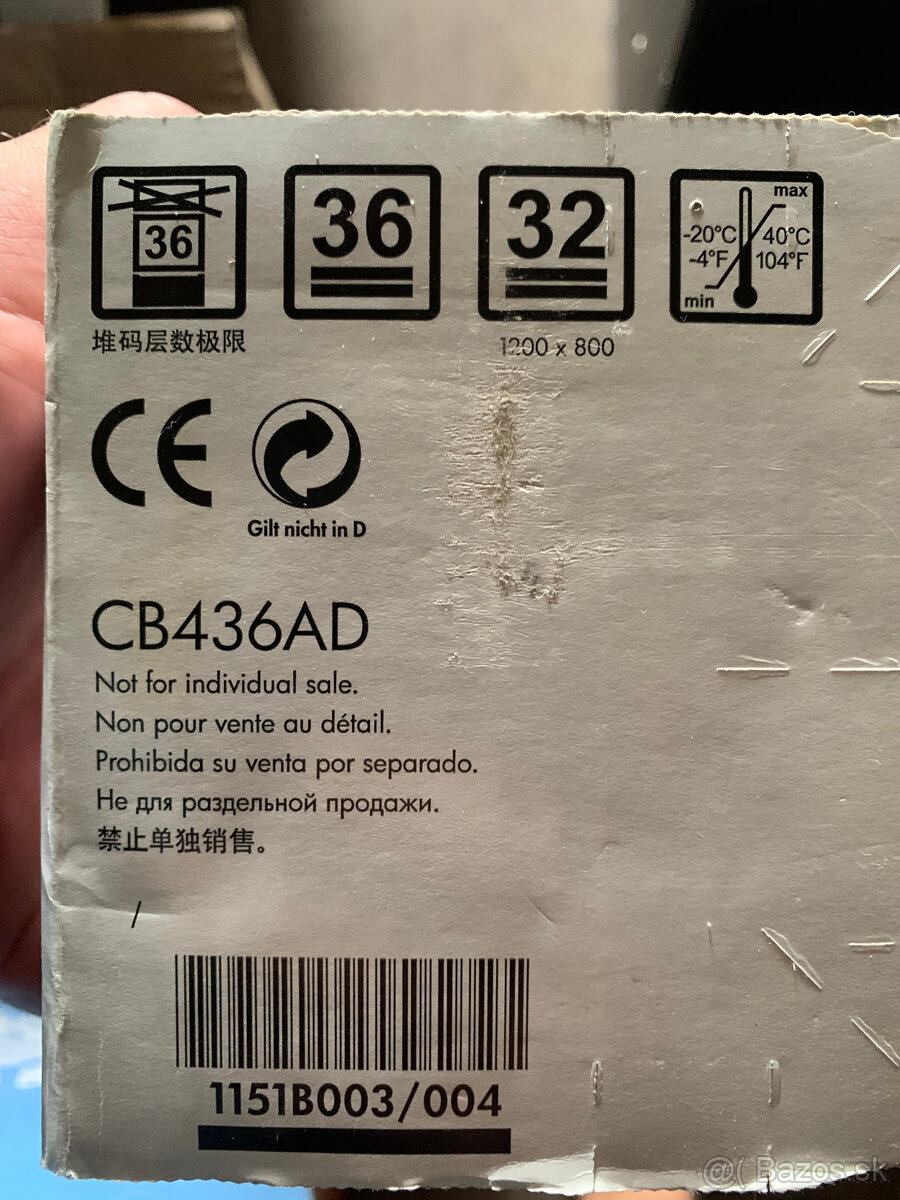 36
36
32
max
-20°C
40°C
-4°F
104°F
min
堆码层数极限
1200 x 800
CE
Gilt nicht in D
CB436AD
Not for individual sale.
Non pour vente au détail.
Prohibida su venta por separado.
Не для раздельной продажи.
禁止单独销售。
1151B003/004
@( Bazos.sk